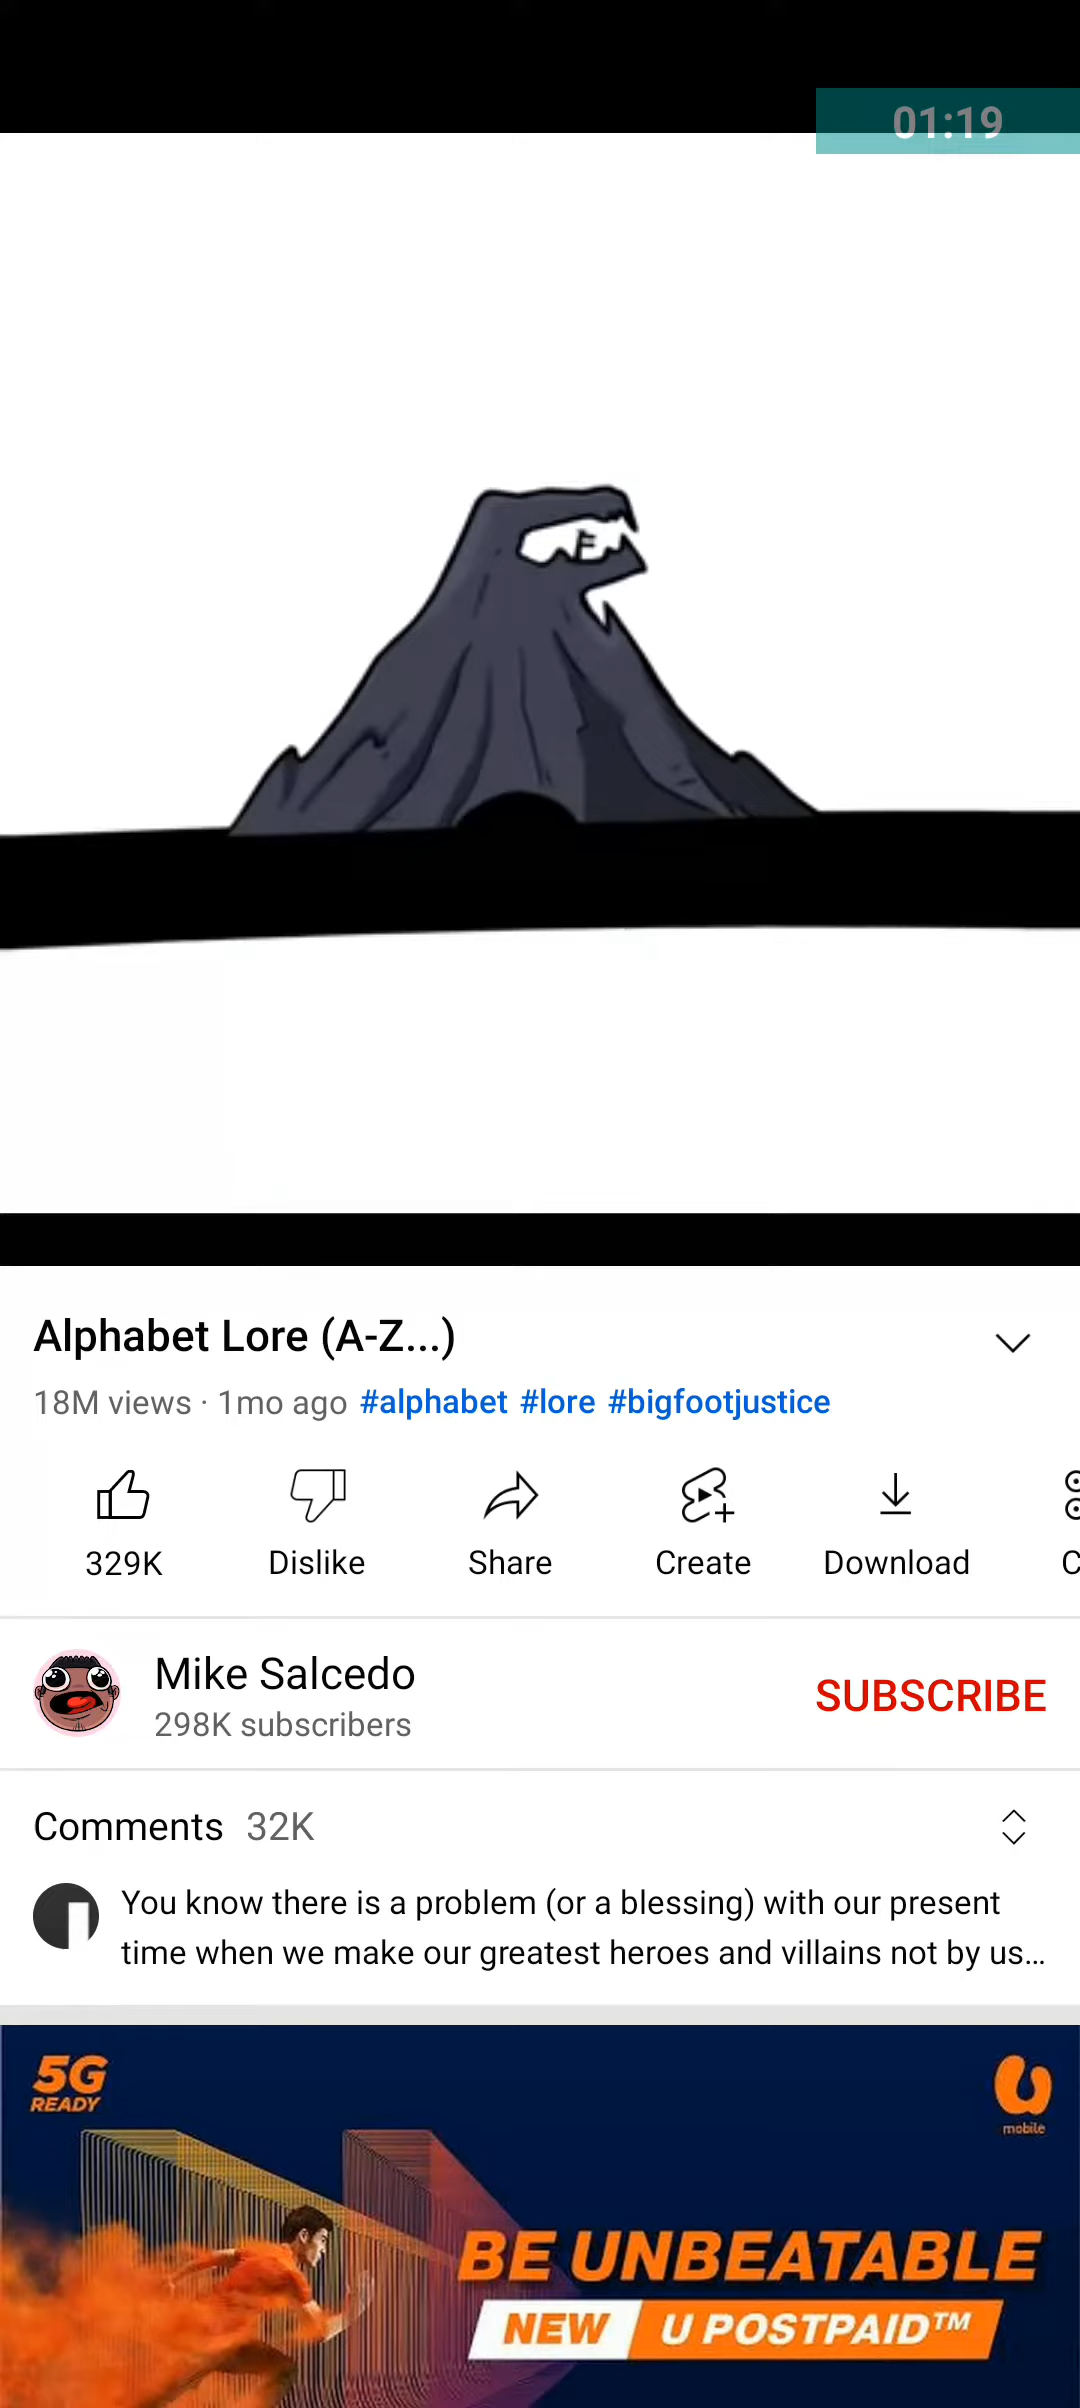 01:19
F
Alphabet Lore (A-Z...)
18M views · 1mo ago #alphabet #lore #bigfootjustice
329K Dislike Share Create Download C
Mike Salcedo
298K subscribers
SUBSCRIBE
Comments 32K
You know there is a problem (or a blessing) with our present
time when we make our greatest heroes and villains not by us...
5G
READY
mobile
BE UNBEATABLE
NEW U POSTPAID™